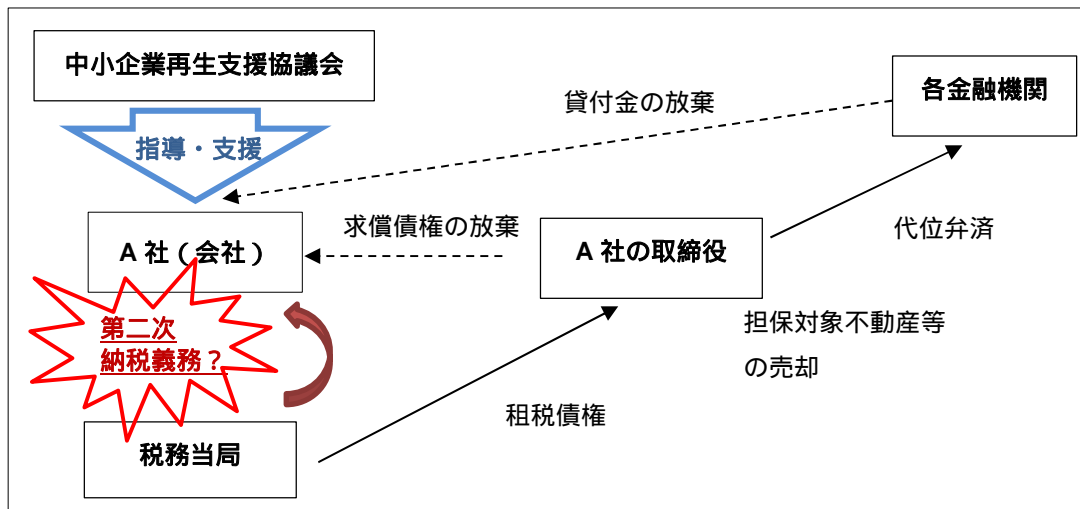 中小企業再生支援協議会
各金融機関
貸付金の放棄
指導・支援
求償債権の放棄
A 社（会社）
A 社の取締役
代位弁済
第二次
納税義務？
担保対象不動産等
の売却
租税債権
税務当局